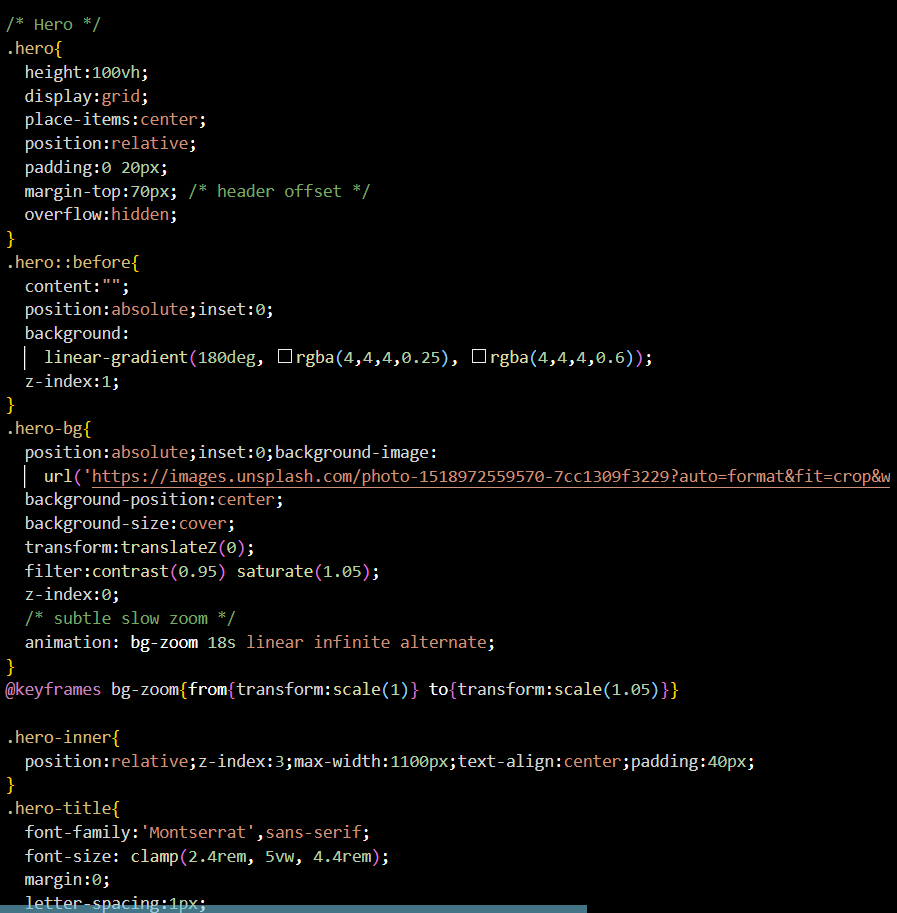 /* Hero */
.hero{
height:100vh;
display:grid;
place-items:center;
position:relative;
padding:0 20px;
margin-top:70px; /* header offset */
overflow:hidden;
}
.hero::before{
content:"";
position:absolute;inset:0;
background:
linear-gradient(180deg, rgba(4,4,4,0.25), rgba(4,4,4,0.6));
z-index:1;
}
.hero-bg{
position:absolute;inset:0;background-image:
url('https://images.unsplash.com/photo-1518972559570-7cc1309f3229?auto=format&fit=crop&w
background-position:center;
background-size:cover;
transform:translateZ(0);
filter:contrast(0.95) saturate(1.05);
z-index:0;
/* subtle slow zoom */
animation: bg-zoom 18s linear infinite alternate;
}
@keyframes bg-zoom{from{transform:scale(1)} to{transform:scale(1.05)}}
.hero-inner{
position:relative;z-index:3;max-width:1100px;text-align:center;padding:40px;
}
.hero-title{
font-family:'Montserrat',sans-serif;
font-size: clamp(2.4rem, 5vw, 4.4rem);
margin:0;
letter-spacing:1px;